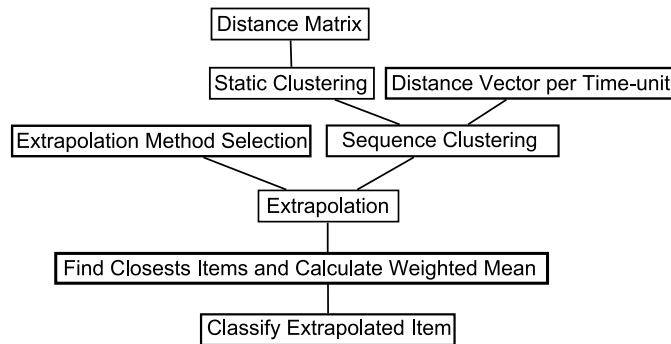 Distance Matrix
Static Clustering
Distance Vector per Time-unit
Extrapolation Method Selection
Sequence Clustering
Extrapolation
Find Closests Items and Calculate Weighted Mean
Classify Extrapolated Item